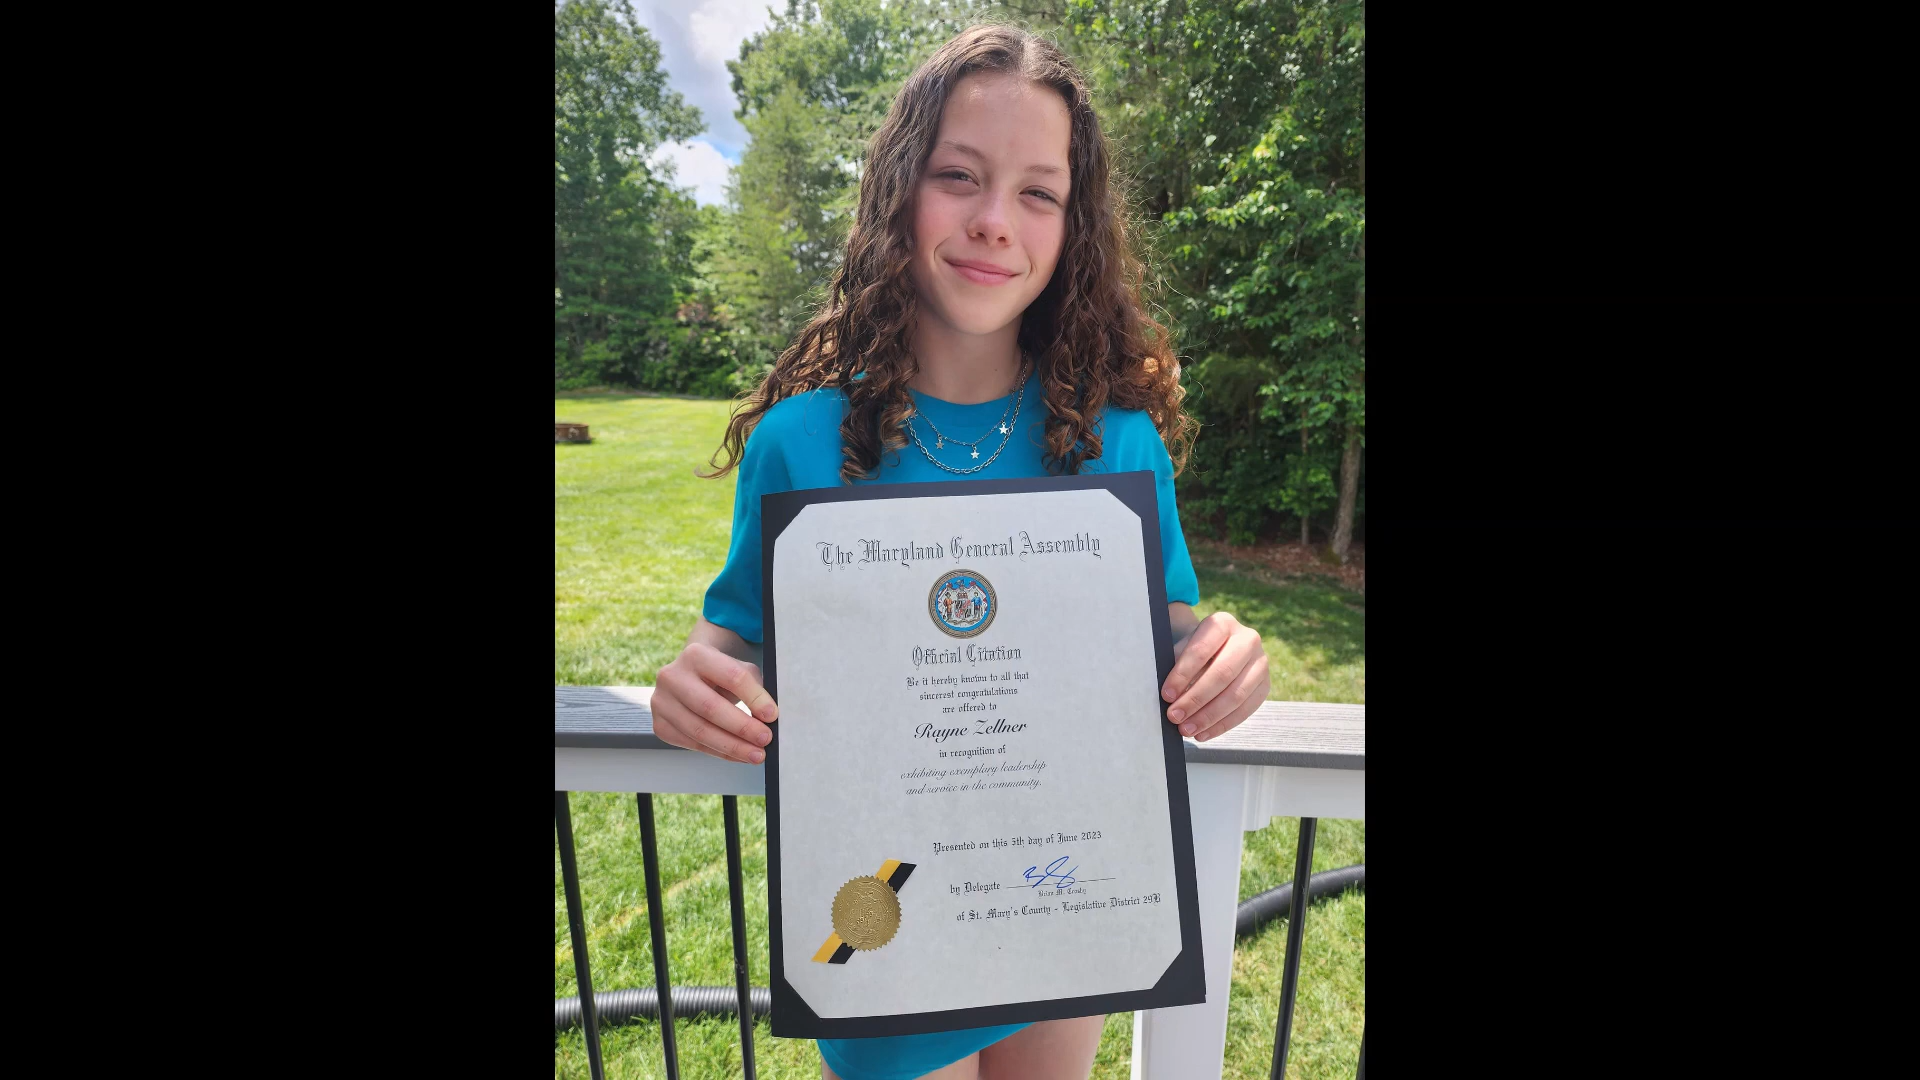 The Maryland General Assembly
Official Citation
Be it hereby known to all that
sincerest congratulations
are offered to
Rayne Zellner
in recognition of
exhibiting exemplary leadership
and service in the community.
Presented on this 5th day of June 2023
by Delegate
Brian M. Crosby
of St. Mary's County - Legislative District 29B